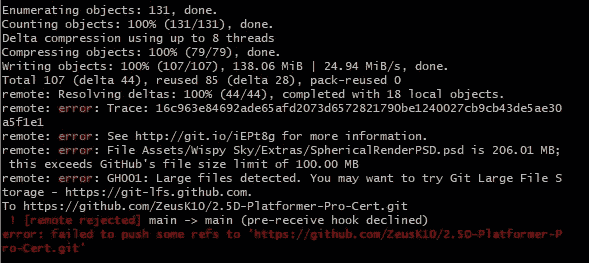 Enumerating objects: 131, done.
Counting objects: 100% (131/131), done.
Delta compression using up to 8 threads
Compressing objects: 100% (79/79), done.
Writing objects: 100% (107/107), 138.06 MiB | 24.94 MiB/s, done.
Total 107 (delta 44), reused 85 (delta 28), pack-reused 0
remote: Resolving deltas: 100% (44/44), completed with 18 local objects.
remote: error: Trace: 16c963e84692ade65afd2073d6572821790be1240027cb9cb43de5ae30
a5f1e1
remote: error: See http://git.io/iEPt8g for more information.
remote: error: File Assets/Wispy Sky/Extras/SphericalRenderPSD.psd is 206.01 MB;
 this exceeds GitHub's file size limit of 100.00 MB
remote: error: GH001: Large files detected. You may want to try Git Large File S
torage - https://git-lfs.github.com.
To https://github.com/ZeusK10/2.5D-Platformer-Pro-Cert.git
 ! [remote rejected] main -> main (pre-receive hook declined)
error: failed to push some refs to 'https://github.com/ZeusK10/2.5D-Platformer-P
ro-Cert.git'